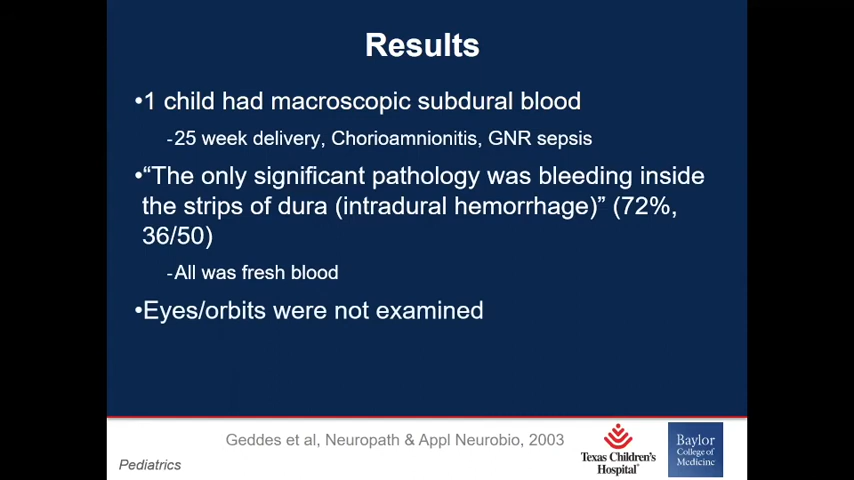 Results
•1 child had macroscopic subdural blood
-25 week delivery, Chorioamnionitis, GNR sepsis
•“The only significant pathology was bleeding inside
the strips of dura (intradural hemorrhage)” (72%,
36/50)
-All was fresh blood
•Eyes/orbits were not examined
Geddes et al, Neuropath & Appl Neurobio, 2003
Pediatrics
Texas Children's
Hospital®
Baylor
College of
Medicine